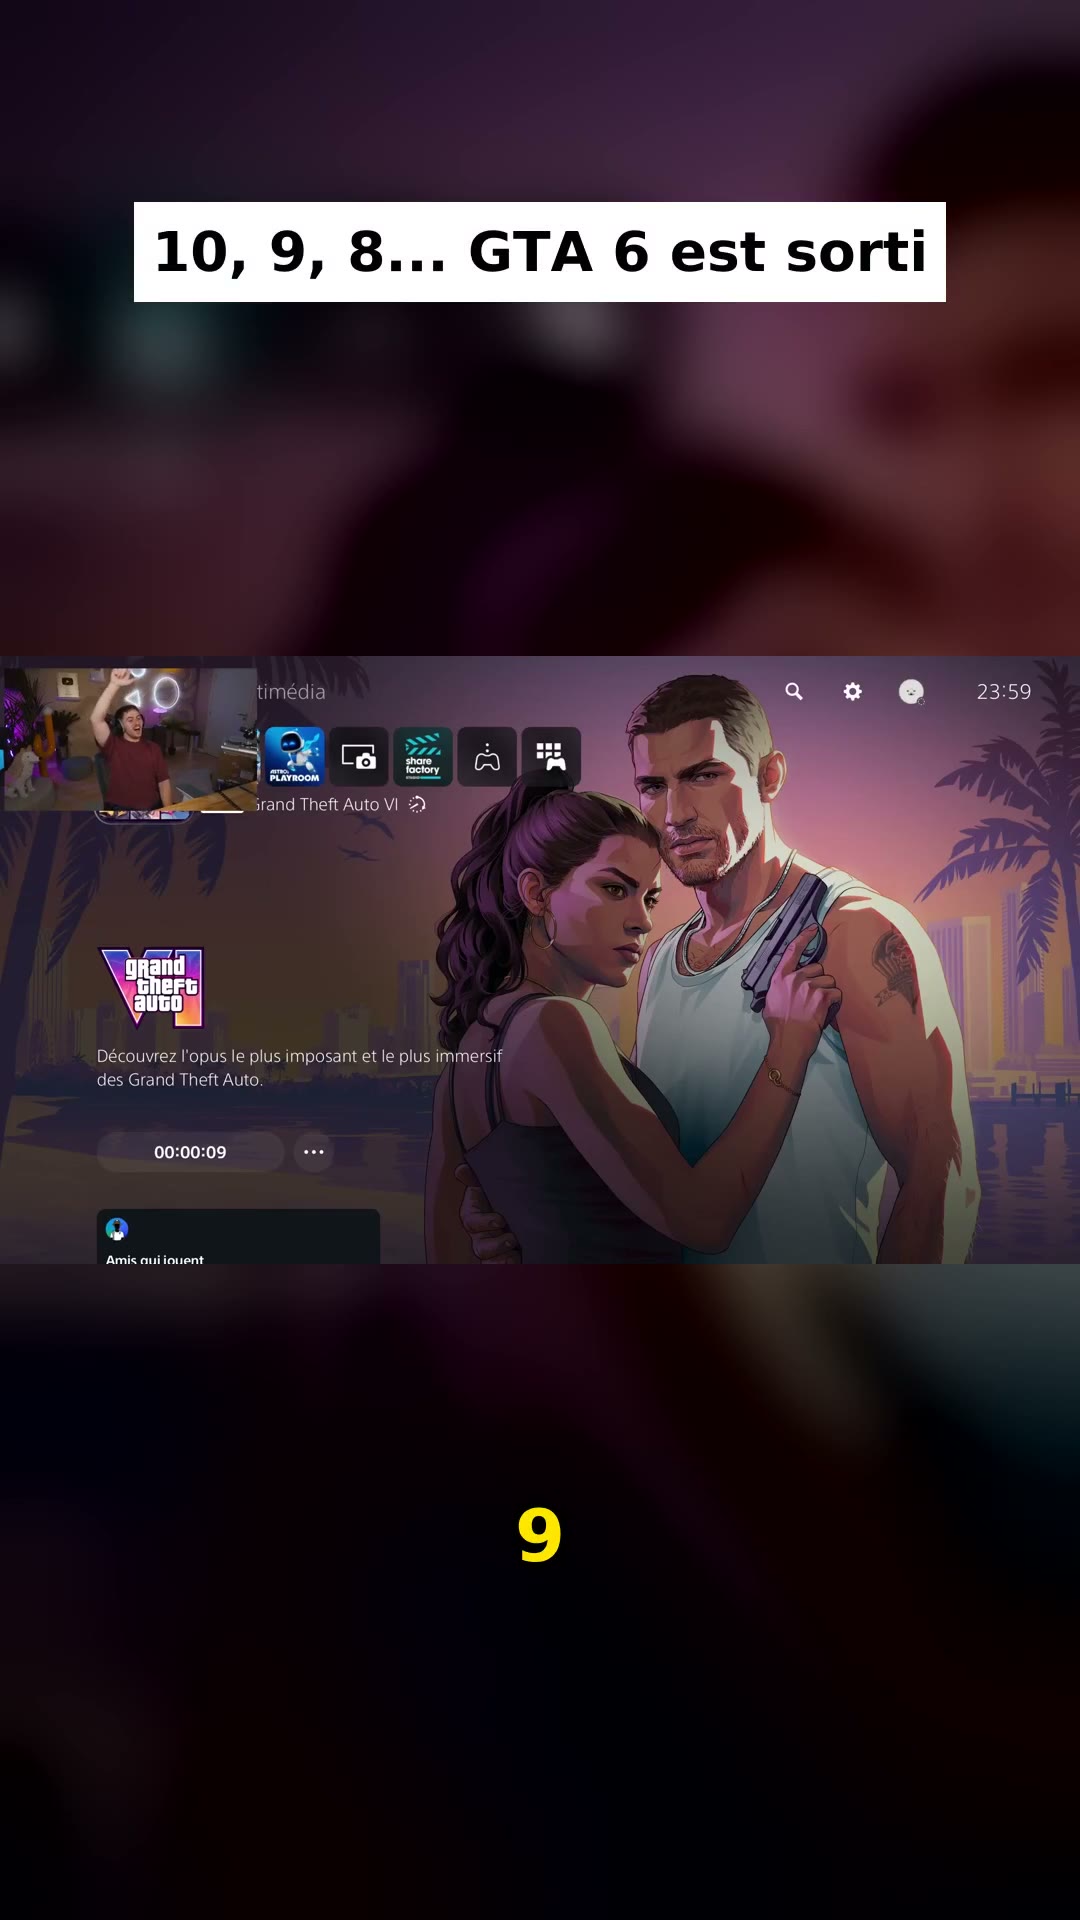 10, 9, 8... GTA 6 est sorti
timédia
23:59
ASTRO's
PLAYROOM
share
factory
Grand Theft Auto VI
grand
theft
auto
VI
Découvrez l'opus le plus imposant et le plus immersif
des Grand Theft Auto.
00:00:09
Amis qui jouent
9